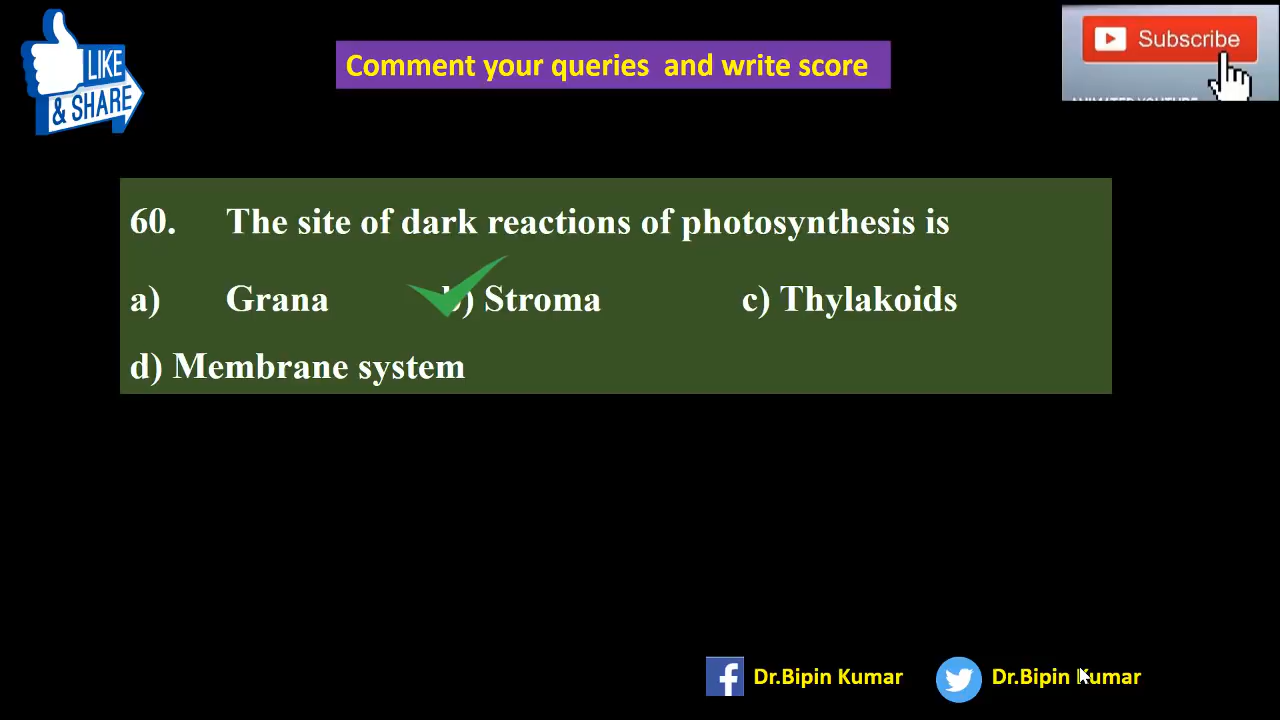 LIKE
& SHARE
Comment your queries and write score
Subscribe
60. The site of dark reactions of photosynthesis is
a) Grana b) Stroma c) Thylakoids
d) Membrane system
Dr.Bipin Kumar Dr.Bipin Kumar